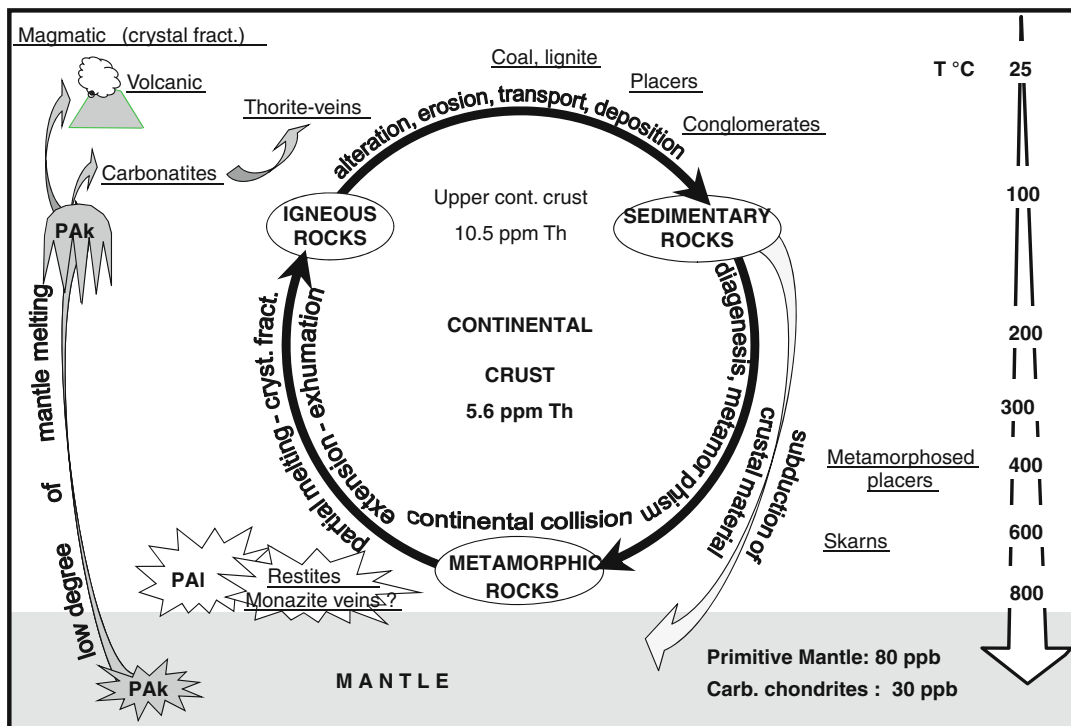 Magmatic (crystal fract.)
Volcanic
Thorite-veins
Carbonatites
PAk
low degree of mantle melting
PAk
Coal, lignite
Placers
Conglomerates
alteration, erosion, transport, deposition
IGNEOUS
ROCKS
Upper cont. crust
10.5 ppm Th
SEDIMENTARY
ROCKS
CONTINENTAL
CRUST
5.6 ppm Th
diagenesis, metamorphism
subduction of
crustal material
partial melting - cryst. fract.
extension - exhumation
continental collision
METAMORPHIC
ROCKS
PAl
Restites
Monazite veins ?
Metamorphosed
placers
Skarns
T °C 25
100
200
300
400
600
800
MANTLE
Primitive Mantle: 80 ppb
Carb. chondrites : 30 ppb